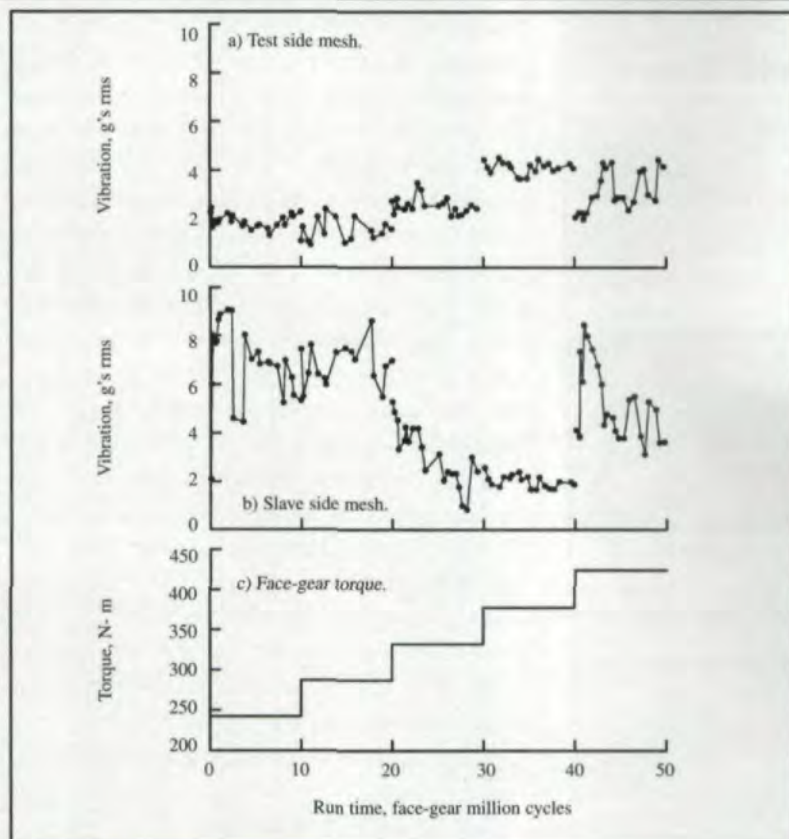 10
a) Test side mesh.
8
6
4
2
0
Vibration, g's rms
10
8
6
4
2
b) Slave side mesh.
0
Vibration, g's rms
450
c) Face-gear torque.
400
350
300
250
200
Torque, N- m
0 10 20 30 40 50
Run time, face-gear million cycles